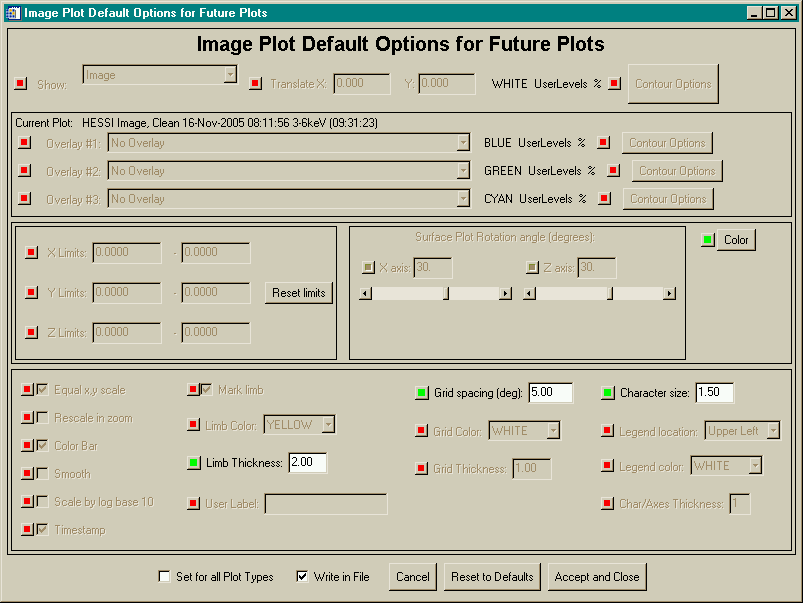 Image Plot Default Options for Future Plots
Image Plot Default Options for Future Plots
Show: Image Translate X: 0.000 Y: 0.000 WHITE UserLevels % Contour Options
Current Plot: HESSI Image, Clean 16-Nov-2005 08:11:56 3-6keV (09:31:23)
Overlay #1: No Overlay BLUE UserLevels % Contour Options
Overlay #2: No Overlay GREEN UserLevels % Contour Options
Overlay #3: No Overlay CYAN UserLevels % Contour Options
X Limits: 0.0000 - 0.0000
Y Limits: 0.0000 - 0.0000 Reset limits
Z Limits: 0.0000 - 0.0000
Surface Plot Rotation angle (degrees):
X axis: 30. Z axis: 30.
Color
Equal x,y scale
Rescale in zoom
Color Bar
Smooth
Scale by log base 10
Timestamp
Mark limb
Limb Color: YELLOW
Limb Thickness: 2.00
User Label:
Grid spacing (deg): 5.00
Grid Color: WHITE
Grid Thickness: 1.00
Character size: 1.50
Legend location: Upper Left
Legend color: WHITE
Char/Axes Thickness: 1
Set for all Plot Types Write in File Cancel Reset to Defaults Accept and Close